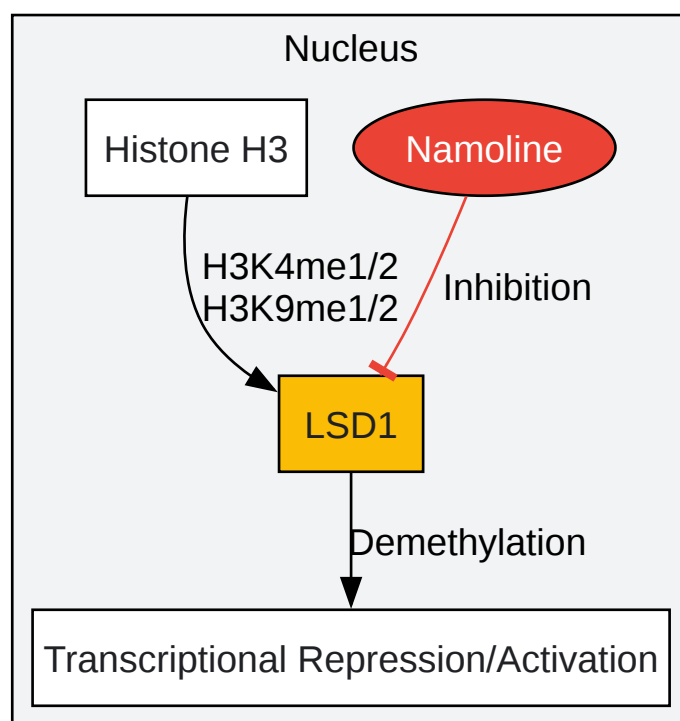 Nucleus
Histone H3
Namoline
H3K4me1/2
H3K9me1/2
Inhibition
LSD1
Demethylation
Transcriptional Repression/Activation